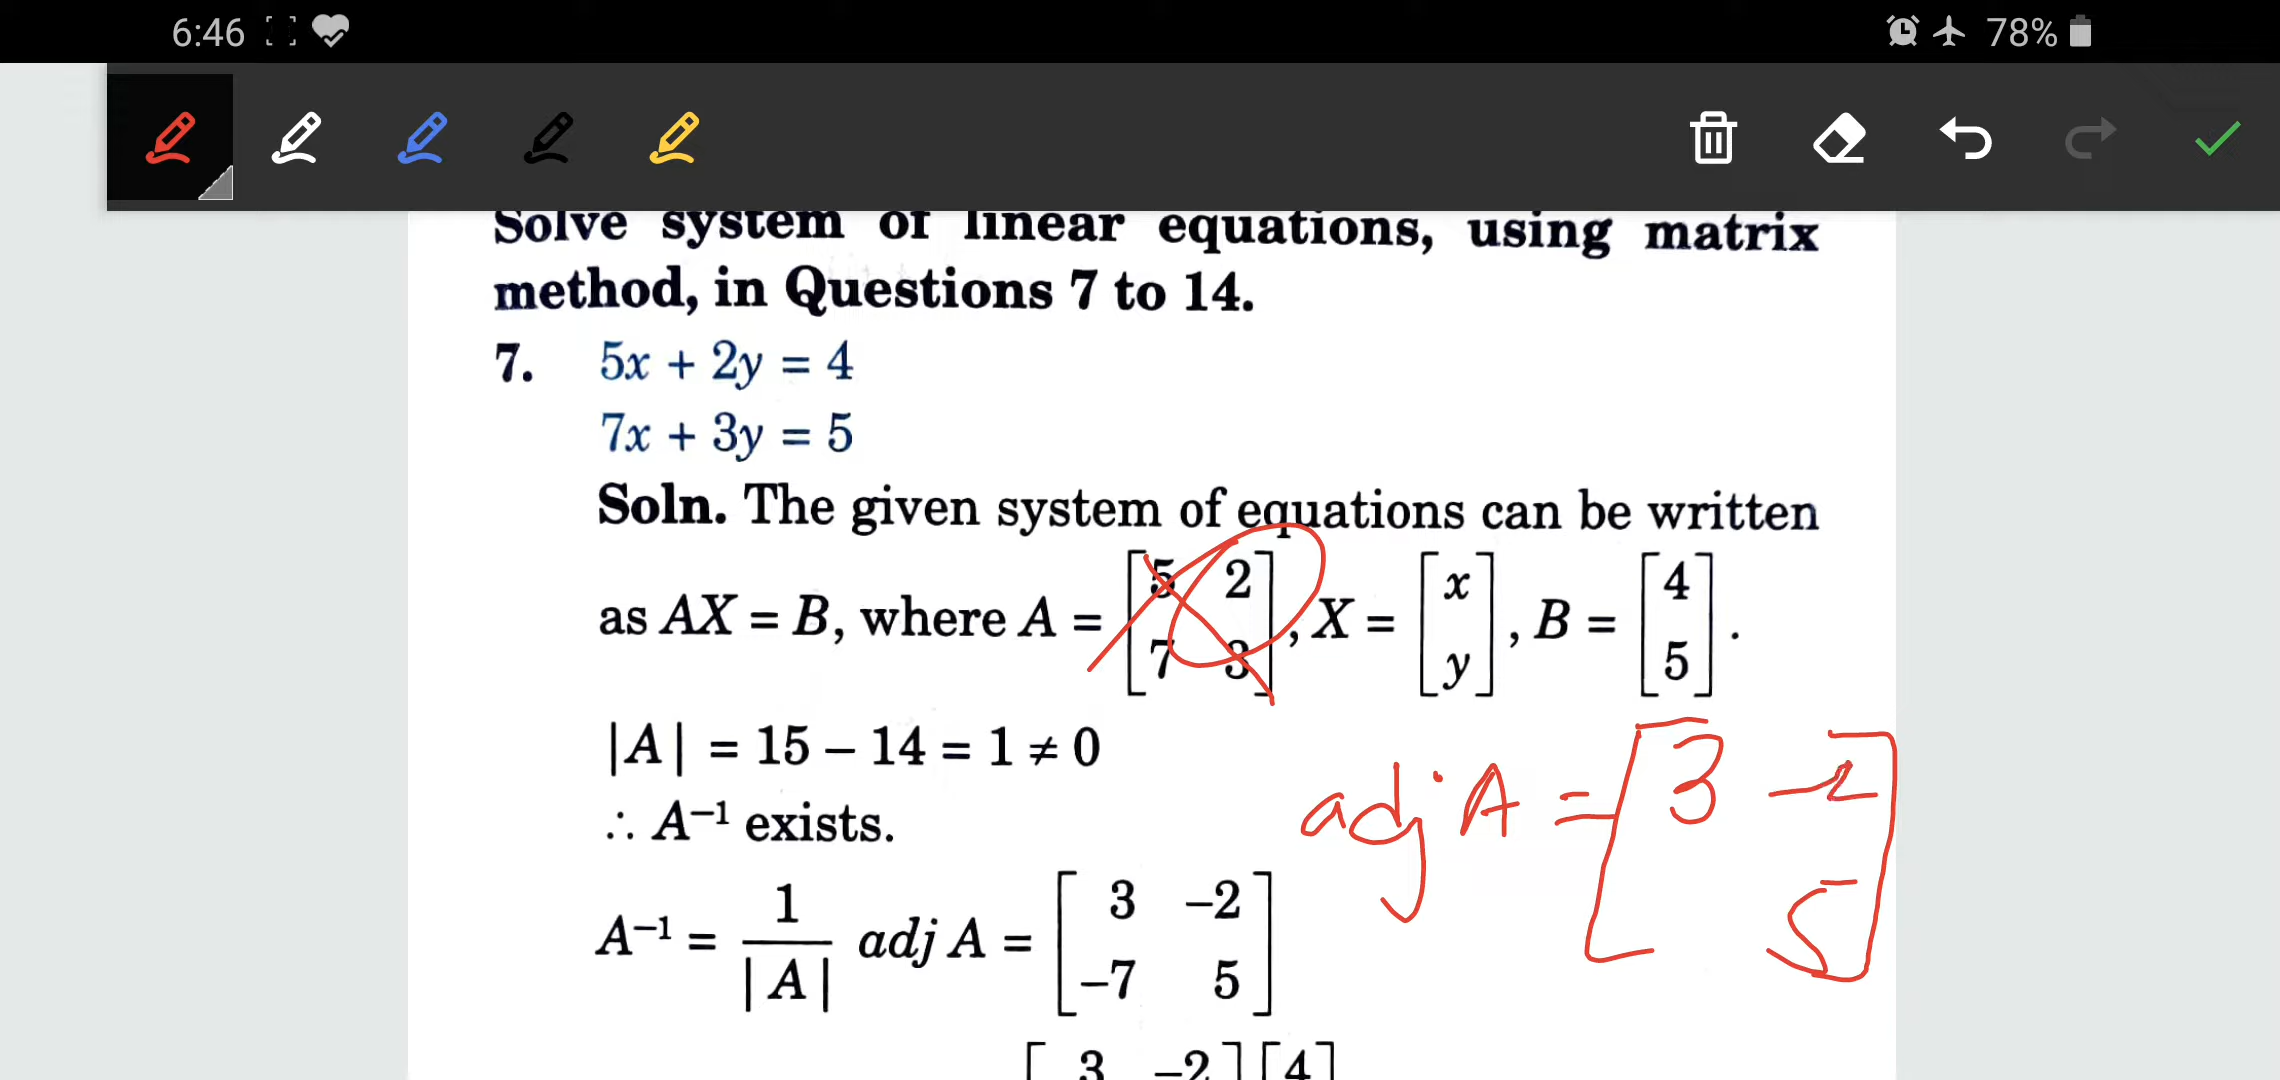 6:46 78%
Solve system of linear equations, using matrix
method, in Questions 7 to 14.
7. 5x + 2y = 4
7x + 3y = 5
Soln. The given system of equations can be written
as AX = B, where A = [5 2 7 3], X = [x y], B = [4 5].
|A| = 15 – 14 = 1 ≠ 0
∴ A⁻¹ exists.
adj A = [3 -2 5]
A⁻¹ = 1/|A| adj A = [3 –2 –7 5]
[3 –2][4]